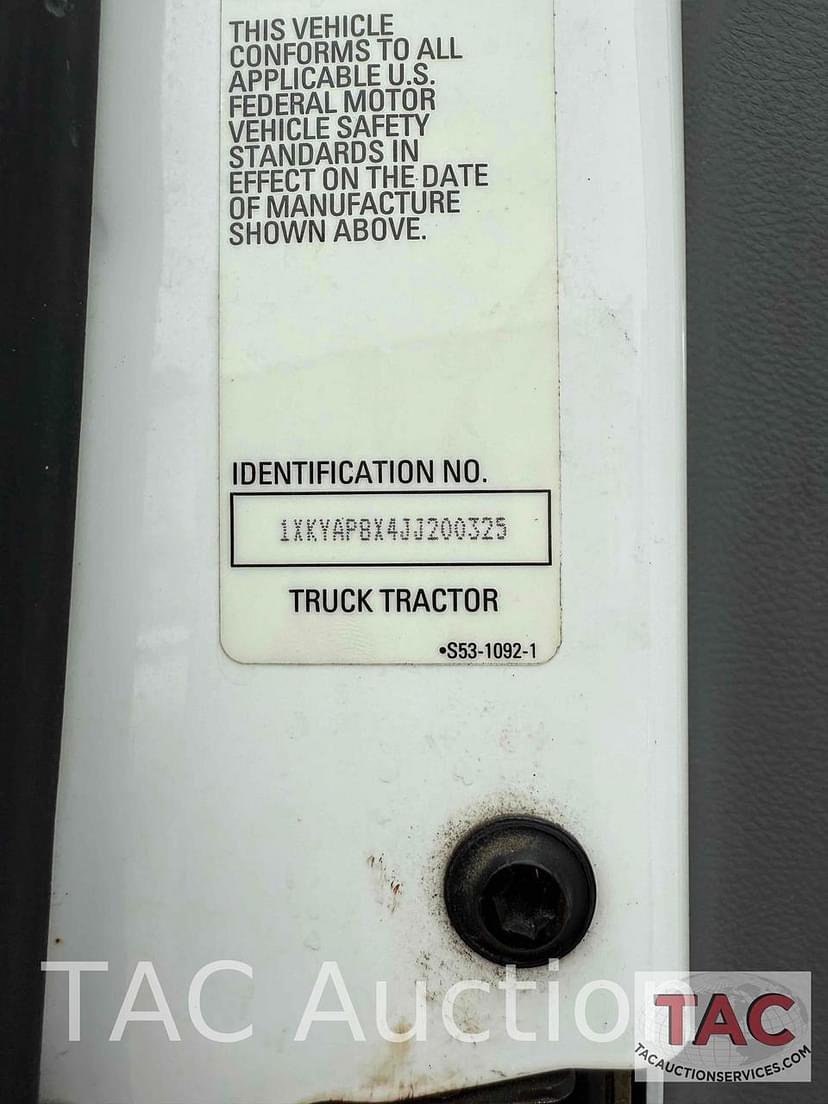 THIS VEHICLE
CONFORMS TO ALL
APPLICABLE U.S.
FEDERAL MOTOR
VEHICLE SAFETY
STANDARDS IN
EFFECT ON THE DATE
OF MANUFACTURE
SHOWN ABOVE.
IDENTIFICATION NO.
1XKYAP8X4JJ200325
TRUCK TRACTOR
•S53-1092-1
TAC Auction
TAC
TACAUCTIONSERVICES.COM